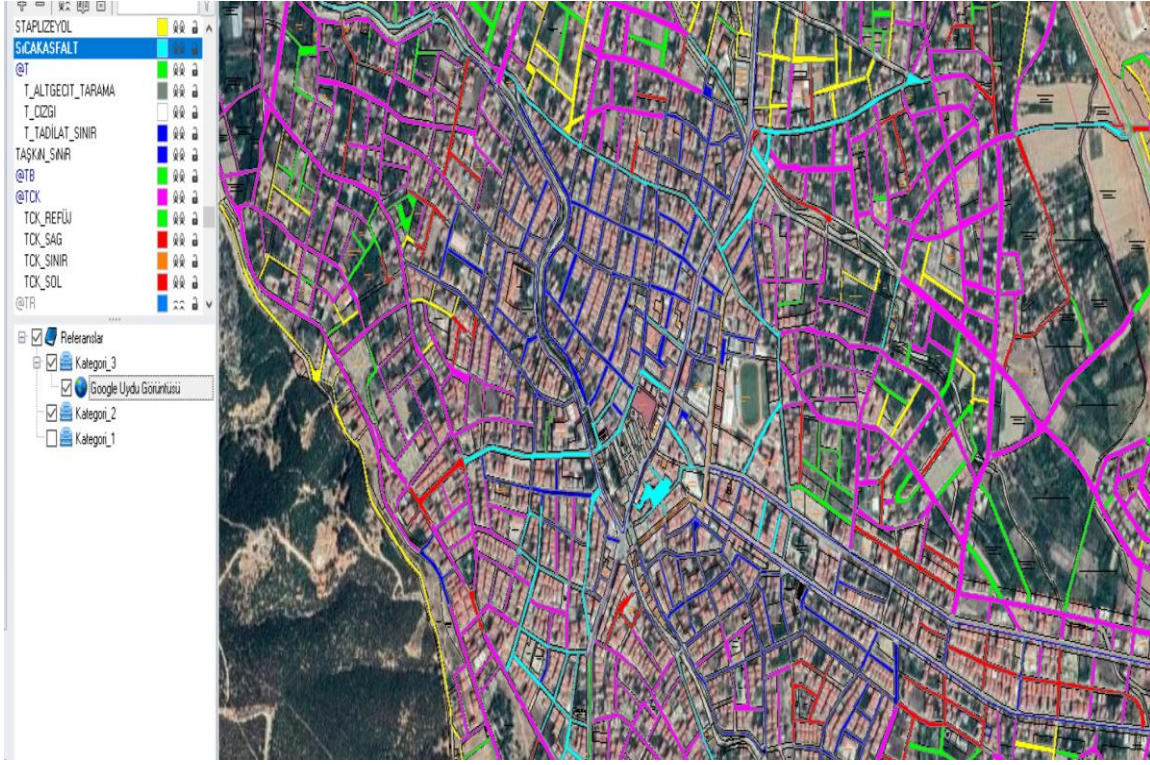 STAPLIZEYOL
SıCAKASFALT
@T
T_ALTGECIT_TARAMA
T_CIZGI
T_TADİLAT_SINIR
TAŞKıN_SıNıR
@TB
@TCK
TCK_REFÜJ
TCK_SAG
TCK_SINIR
TCK_SOL
@TR
Referanslar
Kategori_3
Google Uydu Görüntüsü
Kategori_2
Kategori_1